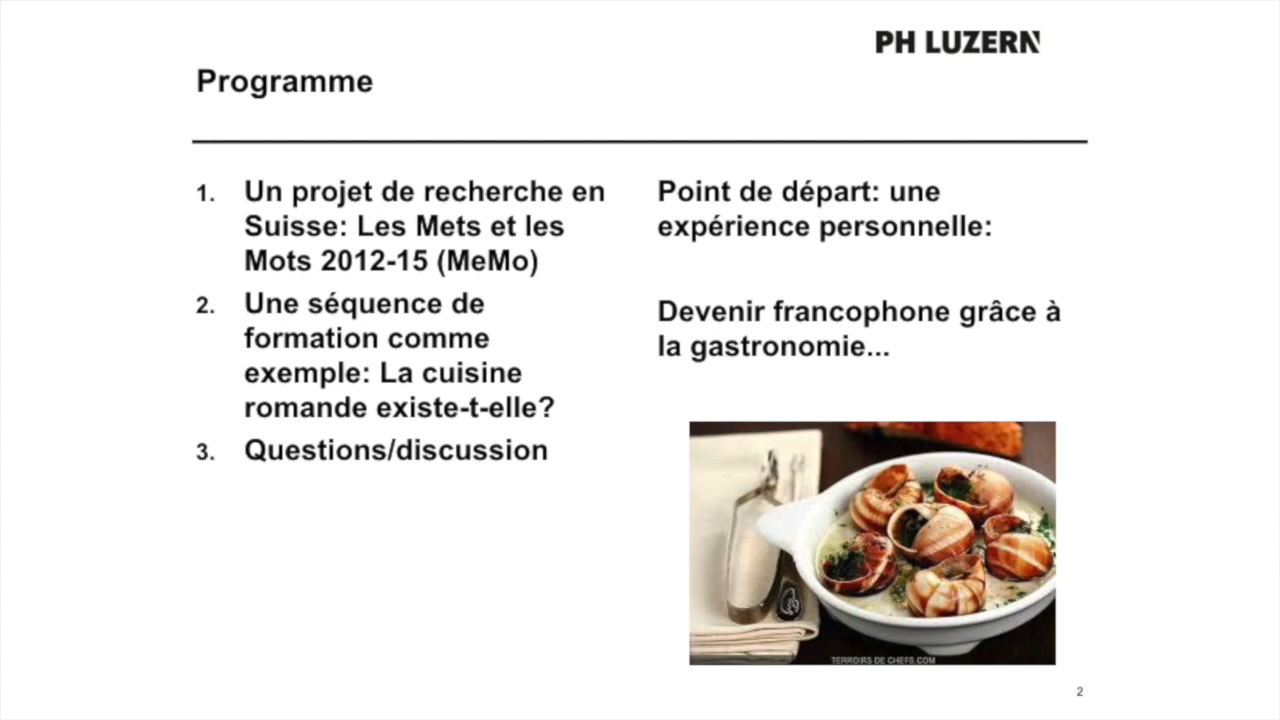 PH LUZERN
Programme
1. Un projet de recherche en
Suisse: Les Mets et les
Mots 2012-15 (MeMo)
2. Une séquence de
formation comme
exemple: La cuisine
romande existe-t-elle?
3. Questions/discussion
Point de départ: une
expérience personnelle:
Devenir francophone grâce à
la gastronomie...
TERROIRS DE CHEFS.COM
2